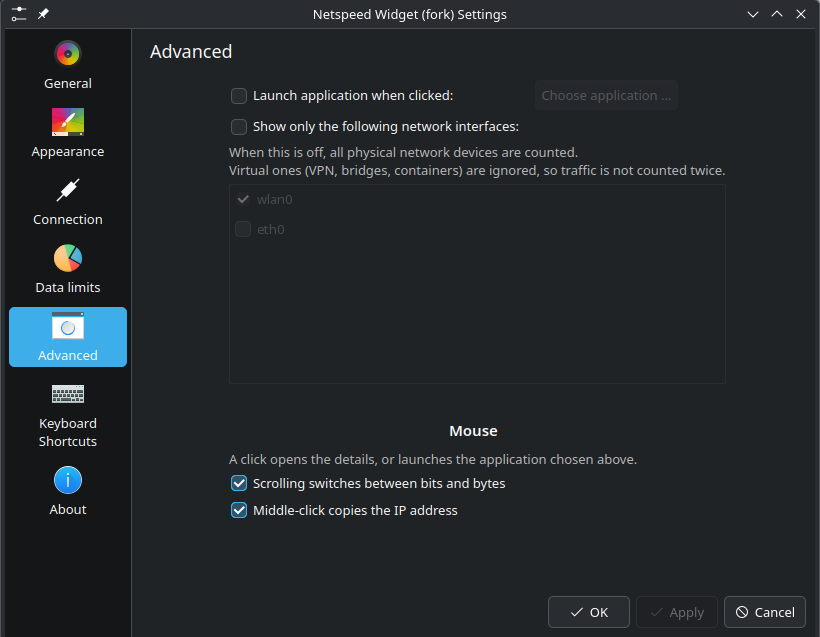 Netspeed Widget (fork) Settings
General
Appearance
Connection
Data limits
Advanced
Keyboard
Shortcuts
About
Advanced
Launch application when clicked:
Choose application ...
Show only the following network interfaces:
When this is off, all physical network devices are counted.
Virtual ones (VPN, bridges, containers) are ignored, so traffic is not counted twice.
wlan0
eth0
Mouse
A click opens the details, or launches the application chosen above.
Scrolling switches between bits and bytes
Middle-click copies the IP address
OK
Apply
Cancel